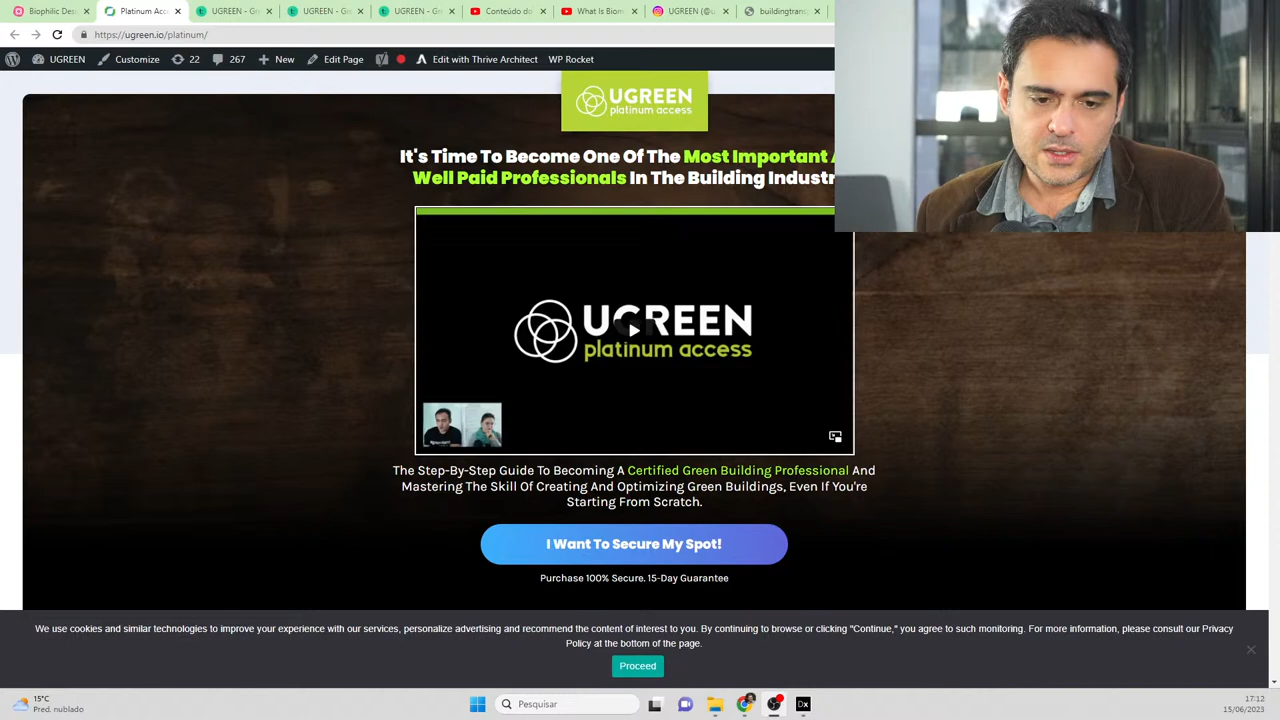 Biophilic Des
Platinum Acc
UGREEN - Gr
UGREEN - Gr
UGREEN - Gr
Conteúdo do
What Is Biom
UGREEN (@u
buildingtrans
https://ugreen.io/platinum/
UGREEN
Customize
22
267
New
Edit Page
Edit with Thrive Architect
WP Rocket
UGREEN
platinum access
It's Time To Become One Of The Most Important A
Well Paid Professionals In The Building Industr
UGREEN
platinum access
The Step-By-Step Guide To Becoming A Certified Green Building Professional And
Mastering The Skill Of Creating And Optimizing Green Buildings, Even If You're
Starting From Scratch.
I Want To Secure My Spot!
Purchase 100% Secure. 15-Day Guarantee
We use cookies and similar technologies to improve your experience with our services, personalize advertising and recommend the content of interest to you. By continuing to browse or clicking "Continue," you agree to such monitoring. For more information, please consult our Privacy
Policy at the bottom of the page.
Proceed
15°C
Pred. nublado
Pesquisar
Dx
17:12
15/06/2023